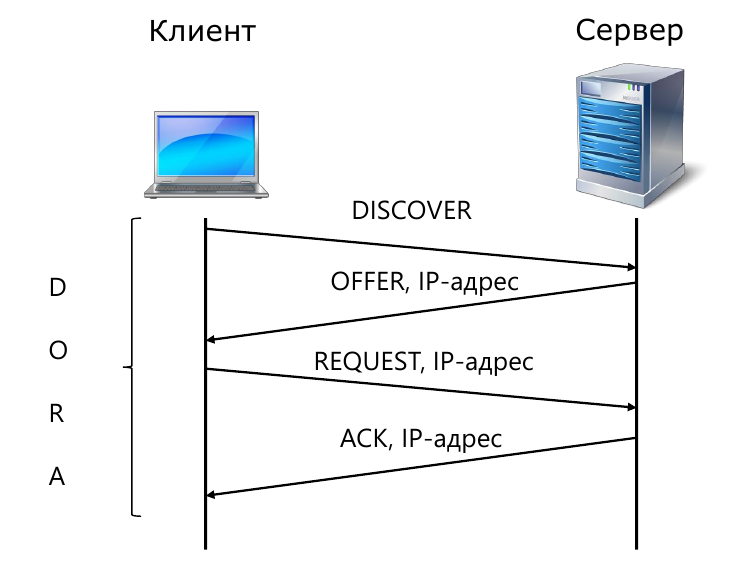 Клиент
Сервер
DISCOVER
OFFER, IP-адрес
REQUEST, IP-адрес
ACK, IP-адрес
D
O
R
A